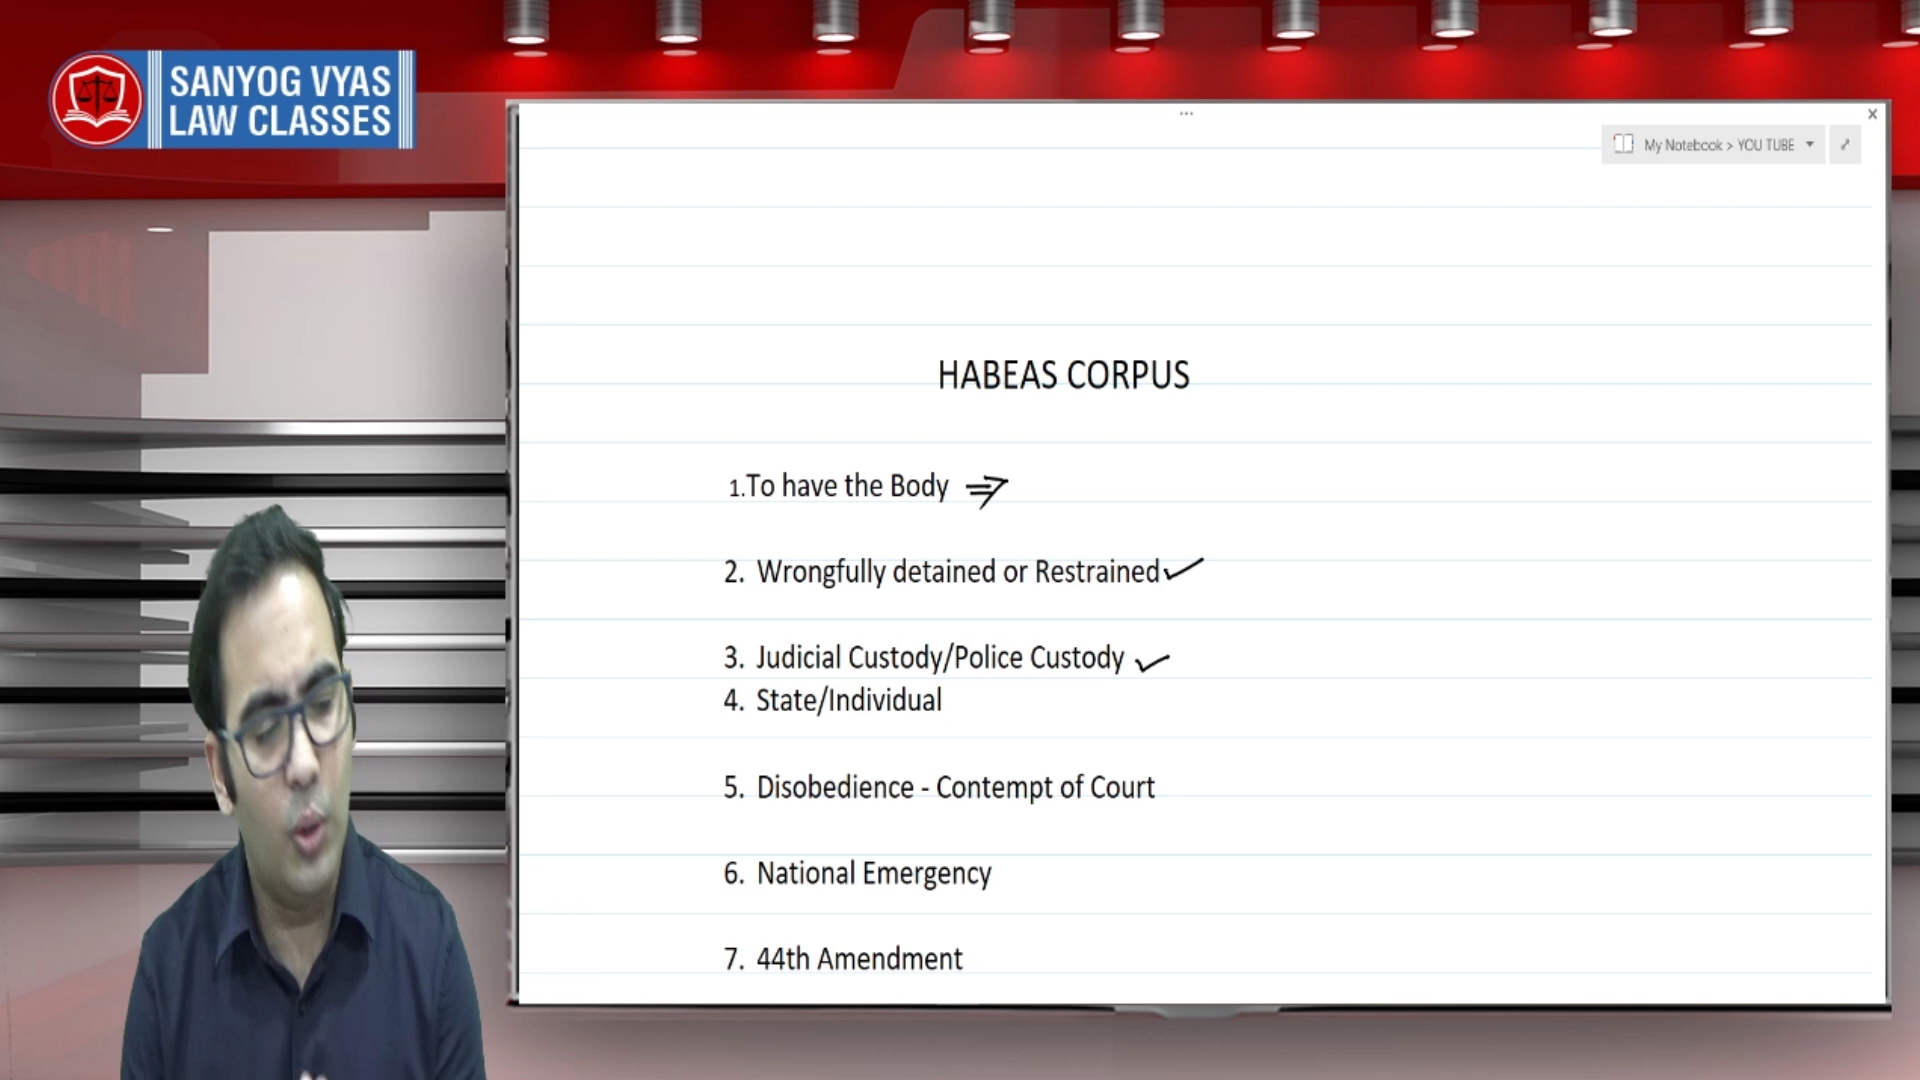 SANYOG VYAS
LAW CLASSES
My Notebook > YOU TUBE
HABEAS CORPUS
1.To have the Body
2. Wrongfully detained or Restrained
3. Judicial Custody/Police Custody
4. State/Individual
5. Disobedience - Contempt of Court
6. National Emergency
7. 44th Amendment